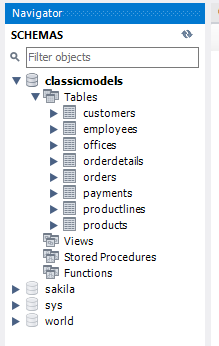 Navigator
SCHEMAS
Filter objects
classicmodels
Tables
customers
employees
offices
orderdetails
orders
payments
productlines
products
Views
Stored Procedures
Functions
sakila
sys
world